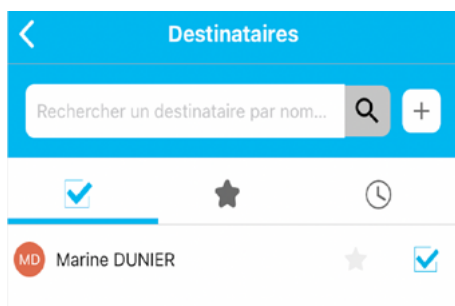 Destinataires
Rechercher un destinataire par nom...
MD Marine DUNIER